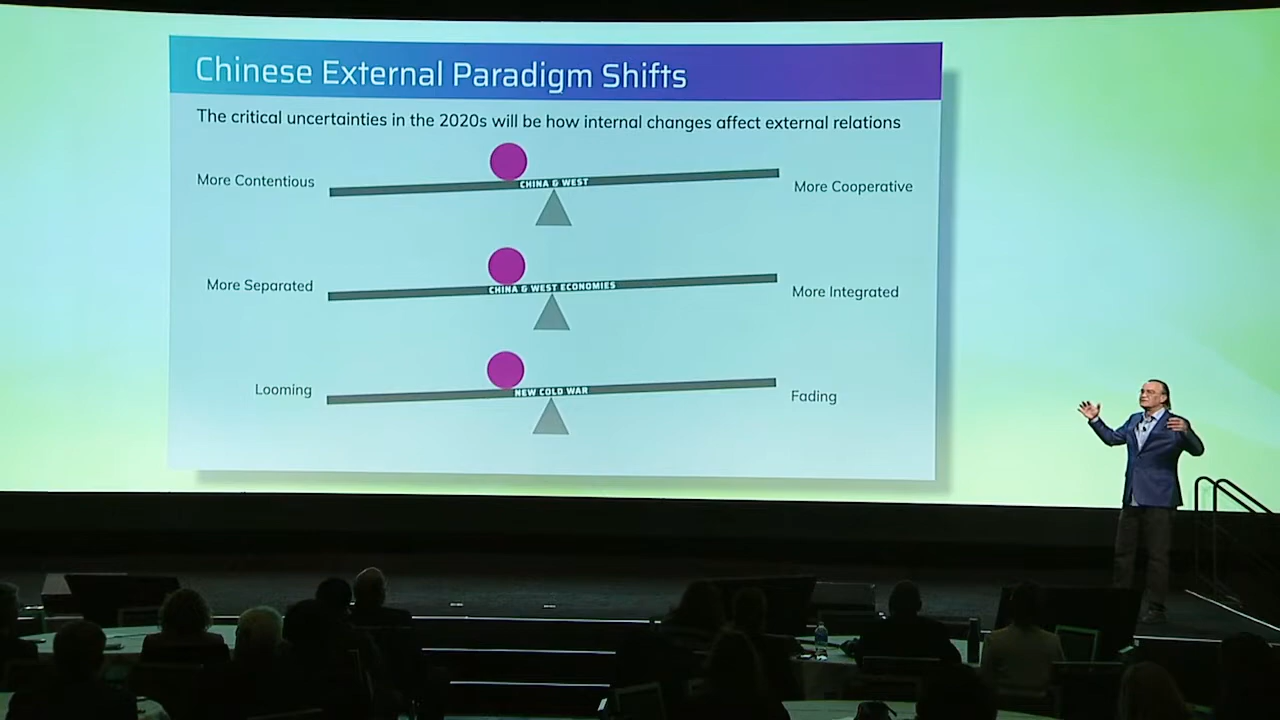 Chinese External Paradigm Shifts
The critical uncertainties in the 2020s will be how internal changes affect external relations
More Contentious
CHINA & WEST
More Cooperative
More Separated
CHINA & WEST ECONOMIES
More Integrated
Looming
NEW COLD WAR
Fading